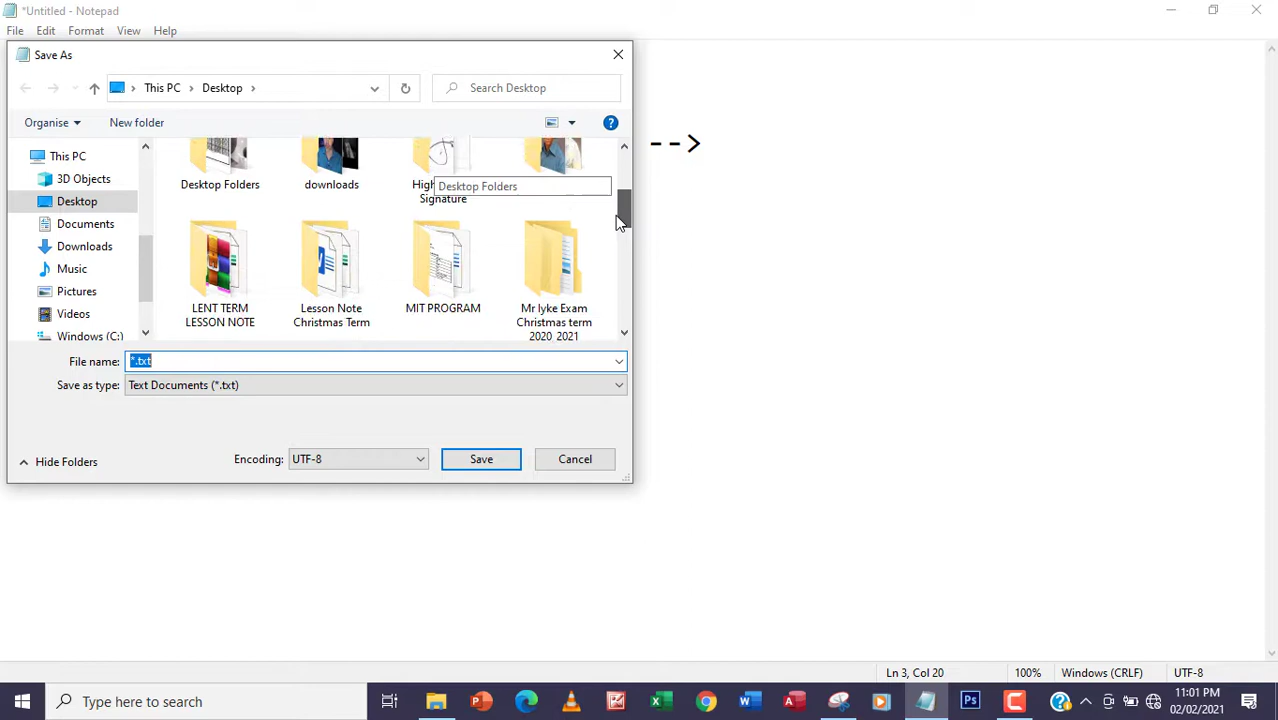 *Untitled - Notepad
File Edit Format View Help
Save As
This PC Desktop
Search Desktop
Organise New folder
-->
This PC
3D Objects
Desktop
Documents
Downloads
Music
Pictures
Videos
Windows (C:)
Desktop Folders
downloads
Signature
Desktop Folders
LENT TERM
LESSON NOTE
Lesson Note
Christmas Term
MIT PROGRAM
Mr Iyke Exam
Christmas term
2020_2021
File name: *.txt
Save as type: Text Documents (*.txt)
Hide Folders
Encoding: UTF-8
Save
Cancel
Ln 3, Col 20
100%
Windows (CRLF)
UTF-8
Type here to search
11:01 PM
02/02/2021